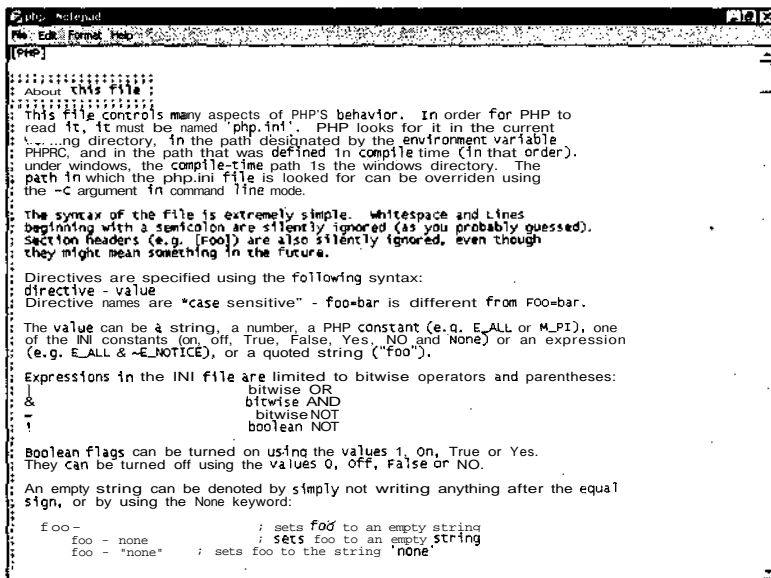 php - Notepad
File Edit Format Help
[PHP]
;;;;;;;;;;;;;;;;;;;
; About this file ;
;;;;;;;;;;;;;;;;;;;
; This file controls many aspects of PHP'S behavior. In order for PHP to
; read it, it must be named 'php.ini'. PHP looks for it in the current
; ...ng directory, in the path designated by the environment variable
; PHPRC, and in the path that was defined in compile time (in that order).
; under windows, the compile-time path is the windows directory. The
; path in which the php.ini file is looked for can be overriden using
; the -c argument in command line mode.
;
; The syntax of the file is extremely simple. whitespace and Lines
; beginning with a semicolon are silently ignored (as you probably guessed).
; Section headers (e.g. [Foo]) are also silently ignored, even though
; they might mean something in the future.
;
; Directives are specified using the following syntax:
; directive - value
; Directive names are *case sensitive" - foo=bar is different from FOO=bar.
;
; The value can be a string, a number, a PHP constant (e.g. E_ALL or M_PI), one
; of the INI constants (on, off, True, False, Yes, NO and None) or an expression
; (e.g. E_ALL & ~E_NOTICE), or a quoted string ("foo").
;
; Expressions in the INI file are limited to bitwise operators and parentheses:
; | bitwise OR
; & bitwise AND
; ~ bitwise NOT
; ! boolean NOT
;
; Boolean flags can be turned on using the values 1, On, True or Yes.
; They can be turned off using the values 0, Off, False or NO.
;
; An empty string can be denoted by simply not writing anything after the equal
; sign, or by using the None keyword:
;
; foo- ; sets foo to an empty string
; foo - none ; sets foo to an empty string
; foo - "none" ; sets foo to the string 'none'